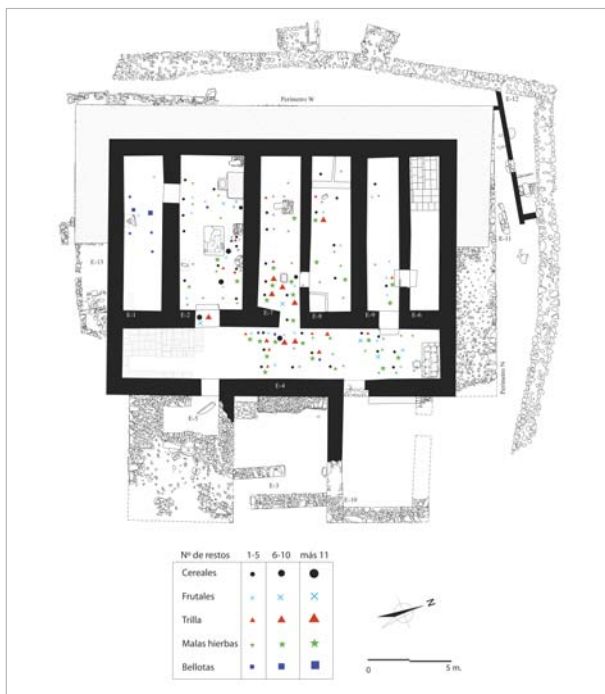 Perímetro W
E-12
E-11
E-13
E-1
E-2
E-7
E-8
E-9
E-6
Perímetro N
E-4
E-5
E-3
E-10
Nº de restos 1-5 6-10 más 11
Cereales
Frutales
Trilla
Malas hierbas
Bellotas
N
0 5 m.